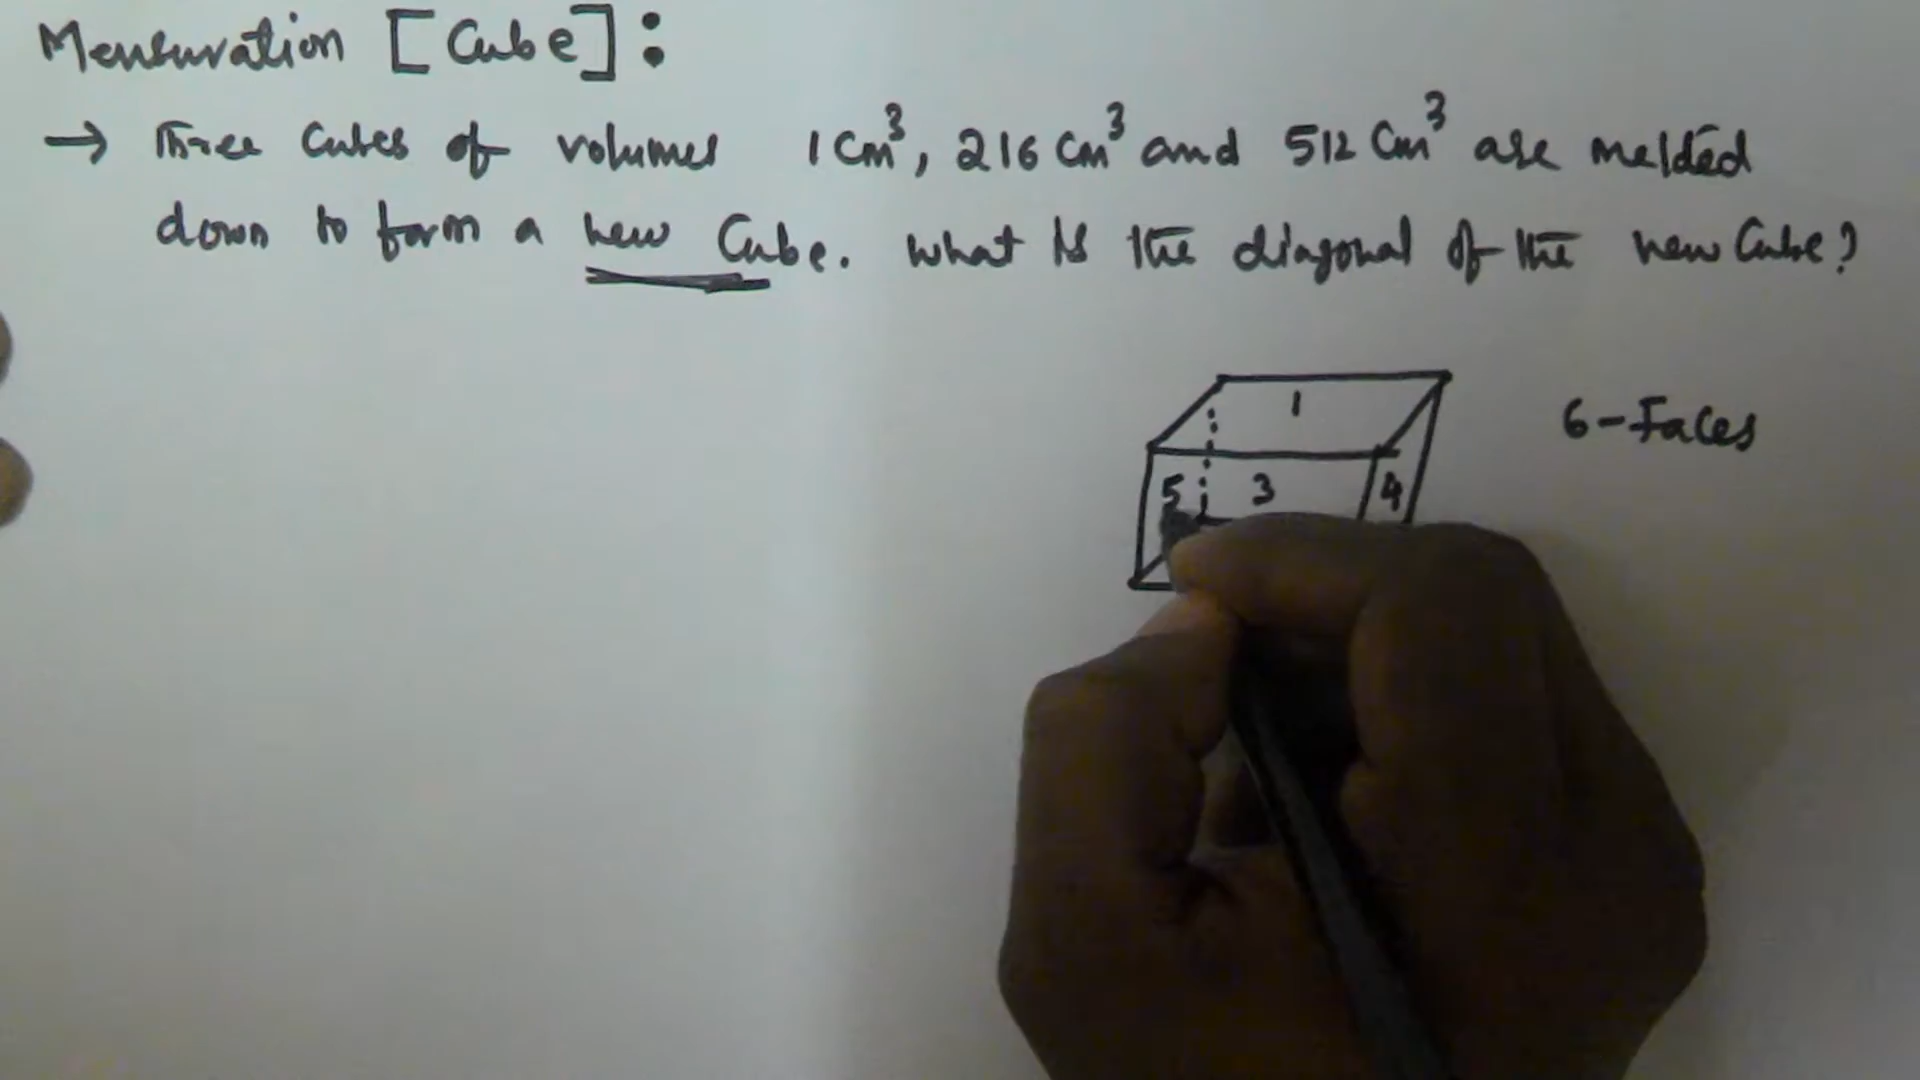 Mensuration [Cube]:
→ Three Cubes of volumes 1 Cm³, 216 Cm³ and 512 Cm³ are melded
down to form a new Cube. what is the diagonal of the new Cube?
1
6-Faces
5 3 4